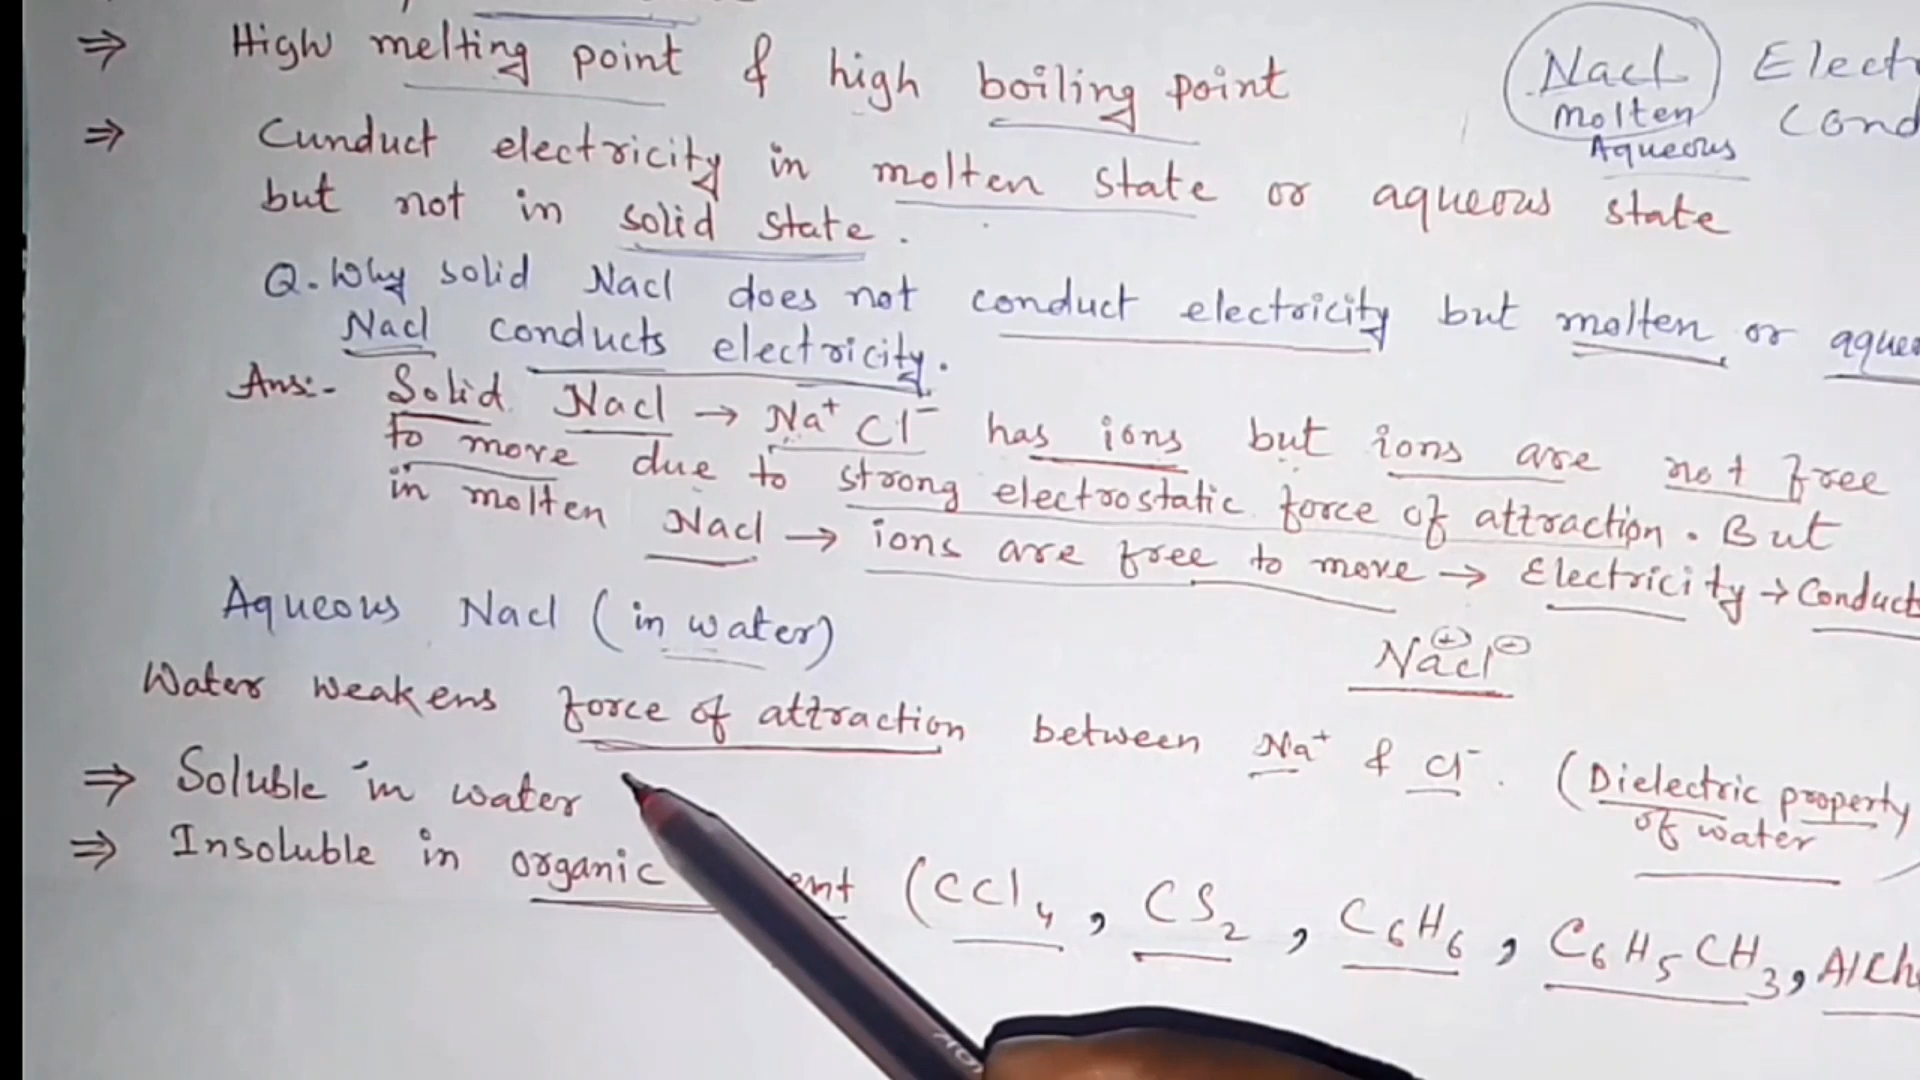 ⇒ High melting point & high boiling point
Nacl
molten
Aqueous
⇒ Cunduct electricity in molten state or aqueous state
but not in solid state.
Q. Why solid Nacl does not conduct electricity but molten or
Nacl conducts electricity.
Ans:- Solid Nacl → Na⁺ Cl⁻ has ions but ions are not free
to more due to strong electrostatic force of attraction. But
in molten Nacl → ions are free to move → Electricity → Conduct
Aqueous Nacl (in water)
Na⊕cl⊖
Water weakens force of attraction between Na⁺ & Cl⁻. (Dielectric property
of water
⇒ Soluble in water
⇒ Insoluble in organic (CCl₄, CS₂, C₆H₆, C₆H₅CH₃,